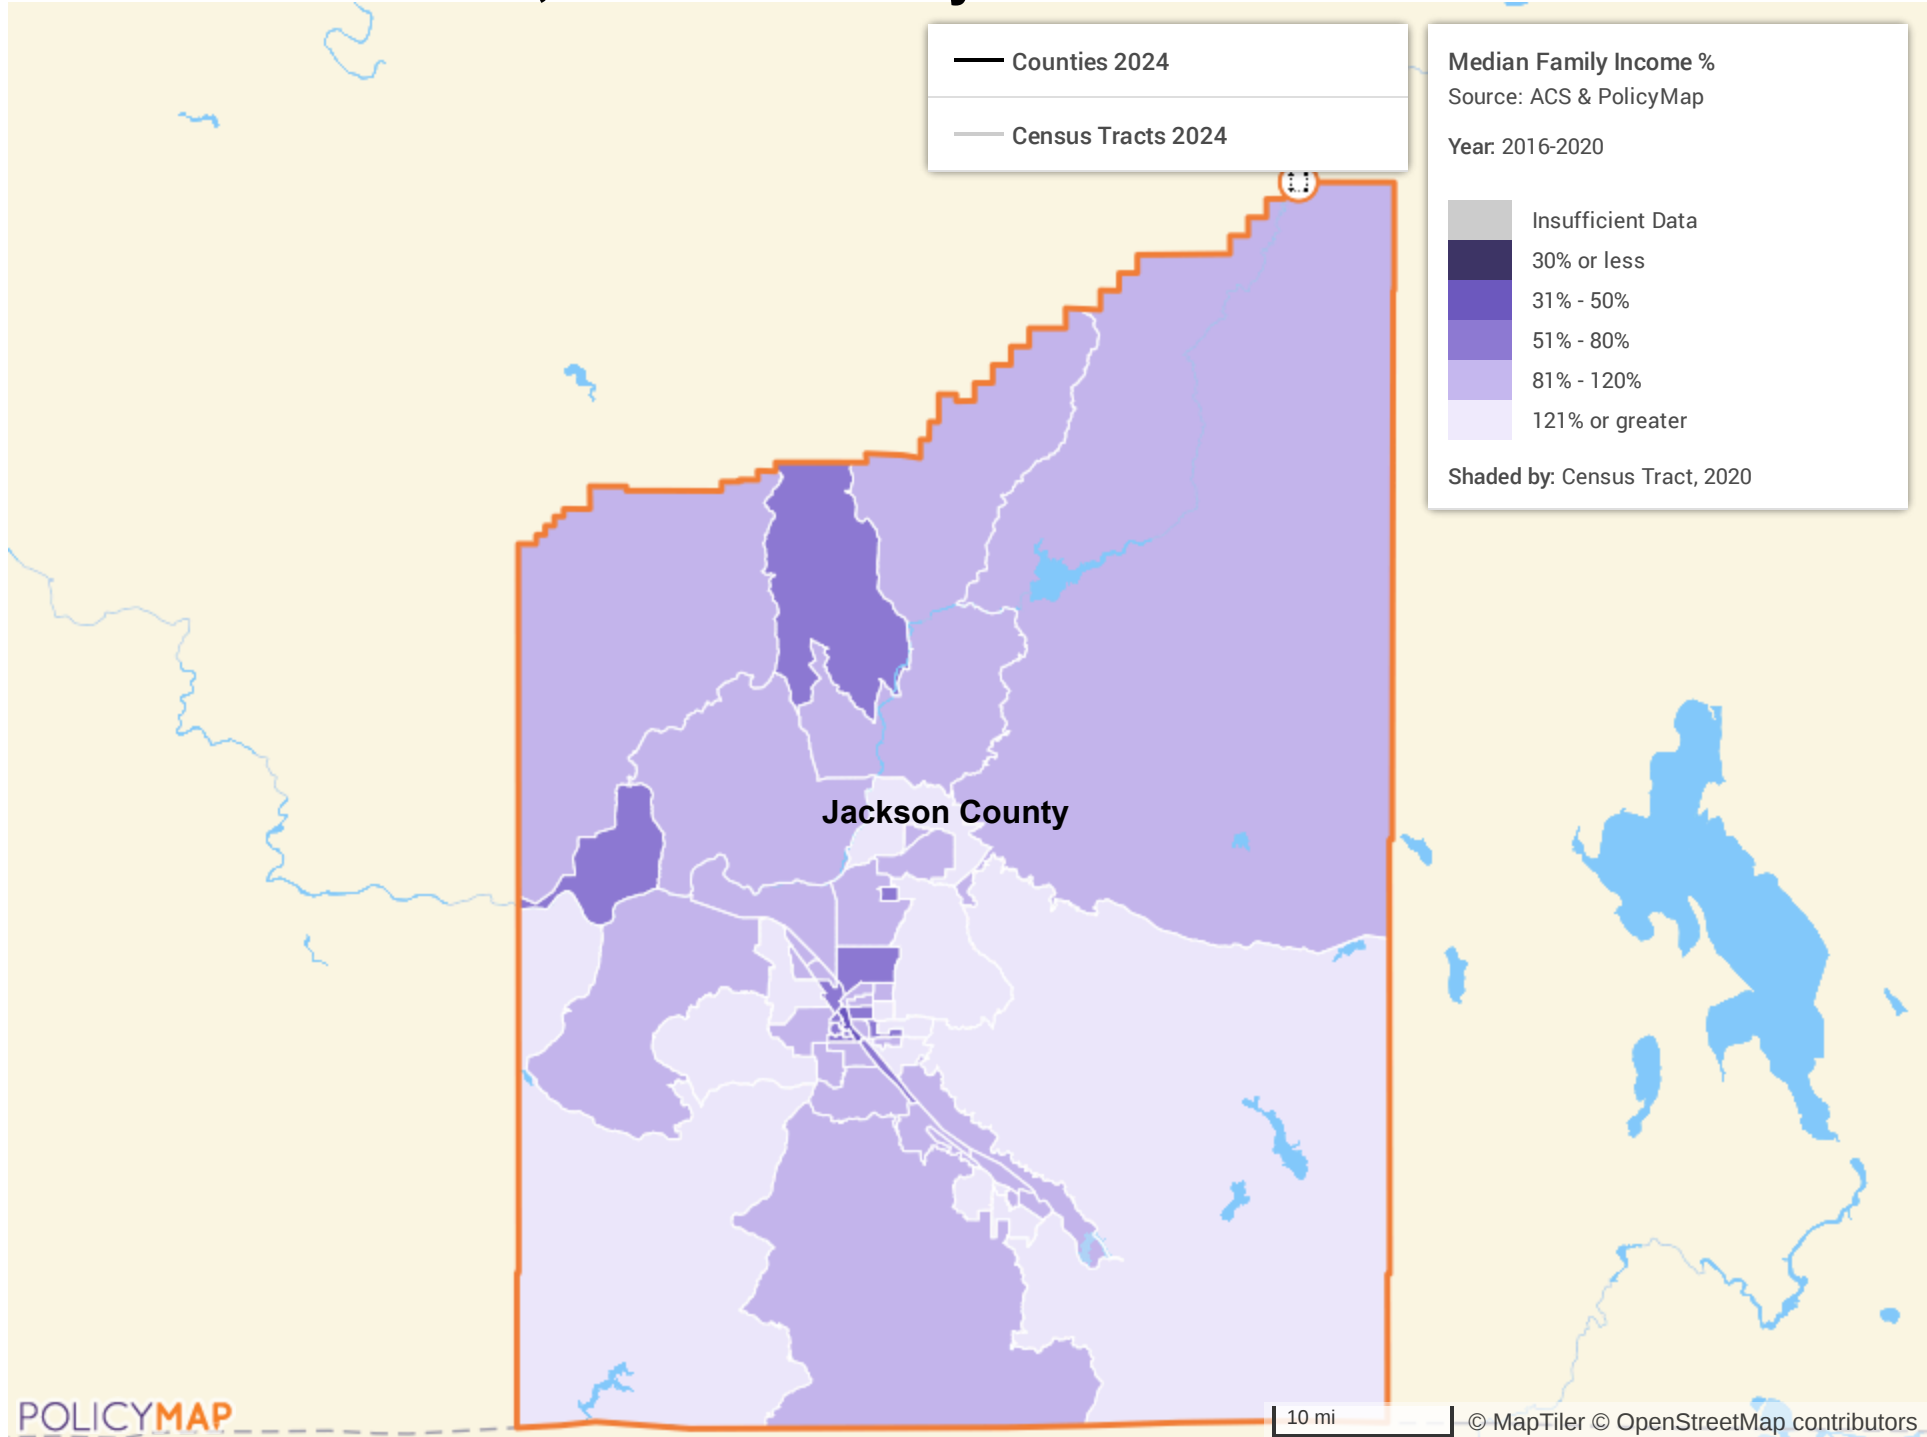 Counties 2024
Census Tracts 2024
Median Family Income %
Source: ACS & PolicyMap
Year: 2016-2020
Insufficient Data
30% or less
31% - 50%
51% - 80%
81% - 120%
121% or greater
Shaded by: Census Tract, 2020
Jackson County
POLICYMAP
10 mi
© MapTiler © OpenStreetMap contributors